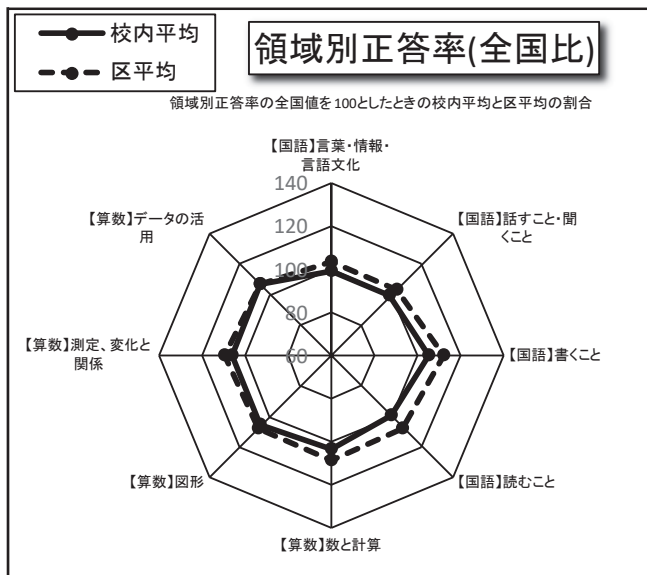 校内平均
区平均
領域別正答率(全国比)
領域別正答率の全国値を100としたときの校内平均と区平均の割合
【国語】言葉・情報・
言語文化
【国語】話すこと・聞
くこと
【国語】書くこと
【国語】読むこと
【算数】数と計算
【算数】図形
【算数】測定、変化と
関係
【算数】データの活
用
140
120
100
80
60